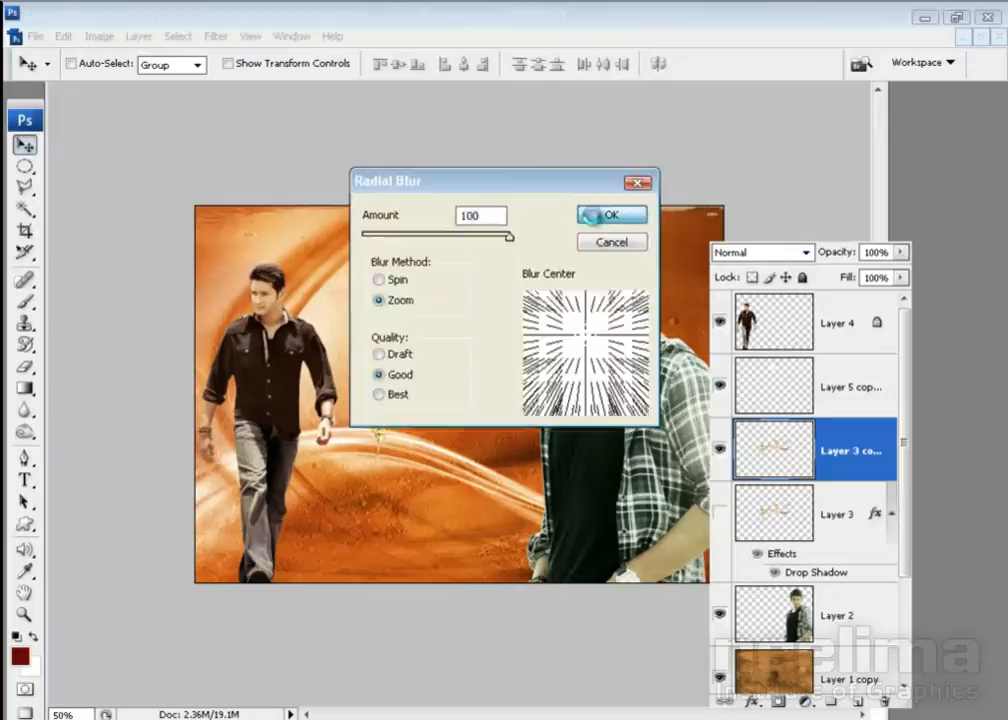 Ps
File Edit Image Layer Select Filter View Window Help
Auto-Select: Group Show Transform Controls Workspace
Ps
Radial Blur
Amount 100 OK
Cancel
Blur Method:
Spin
Zoom
Blur Center
Quality:
Draft
Good
Best
Normal Opacity: 100%
Lock: Fill: 100%
Layer 4
Layer 5 cop...
Layer 3 co...
Layer 3 fx
Effects
Drop Shadow
Layer 2
Layer 1 copy
neelima
50% Doc: 2.36M/19.1M